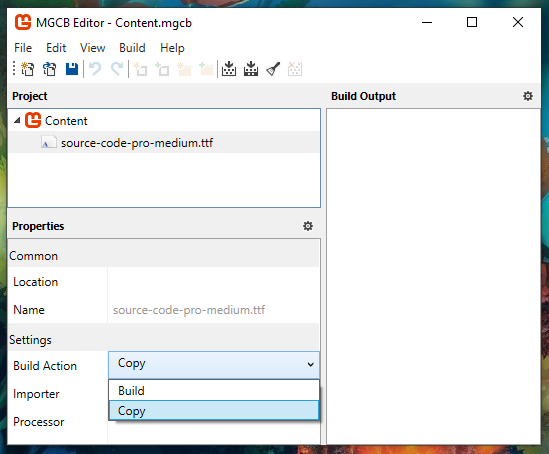 MGCB Editor - Content.mgcb
File Edit View Build Help
Project
Content
source-code-pro-medium.ttf
Properties
Common
Location
Name source-code-pro-medium.ttf
Settings
Build Action Copy
Build
Importer
Copy
Processor
Build Output